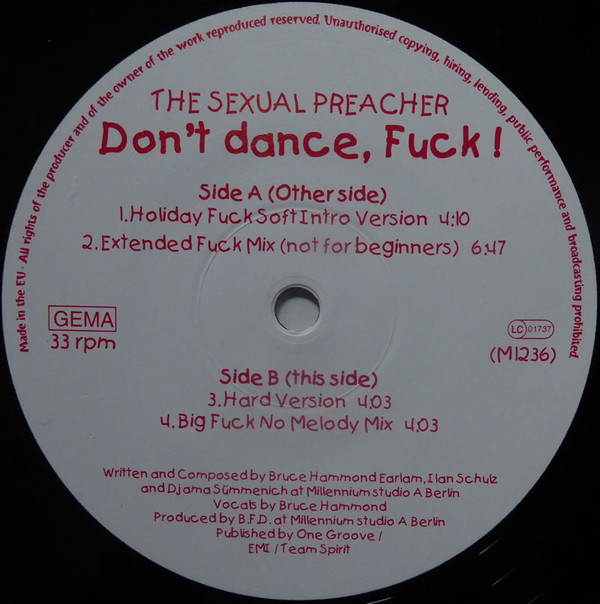 Made in the EU · All rights of the producer and of the owner of the work reproduced reserved. Unauthorised copying, hiring, lending, public performance and broadcasting prohibited
THE SEXUAL PREACHER
Don't dance, Fuck!
Side A (Other side)
1.Holiday Fuck Soft Intro Version 4:10
2.Extended Fuck Mix (not for beginners) 6:47
GEMA
33 rpm
LC 01737
(M1236)
Side B (this side)
3.Hard Version 4:03
4.Big Fuck No Melody Mix 4:03
Written and Composed by Bruce Hammond Earlam, Ilan Schulz
and Djama Sümmenich at Millennium studio A Berlin
Vocals by Bruce Hammond
Produced by B.F.D. at Millennium studio A Berlin
Published by One Groove /
EMI / Team Spirit